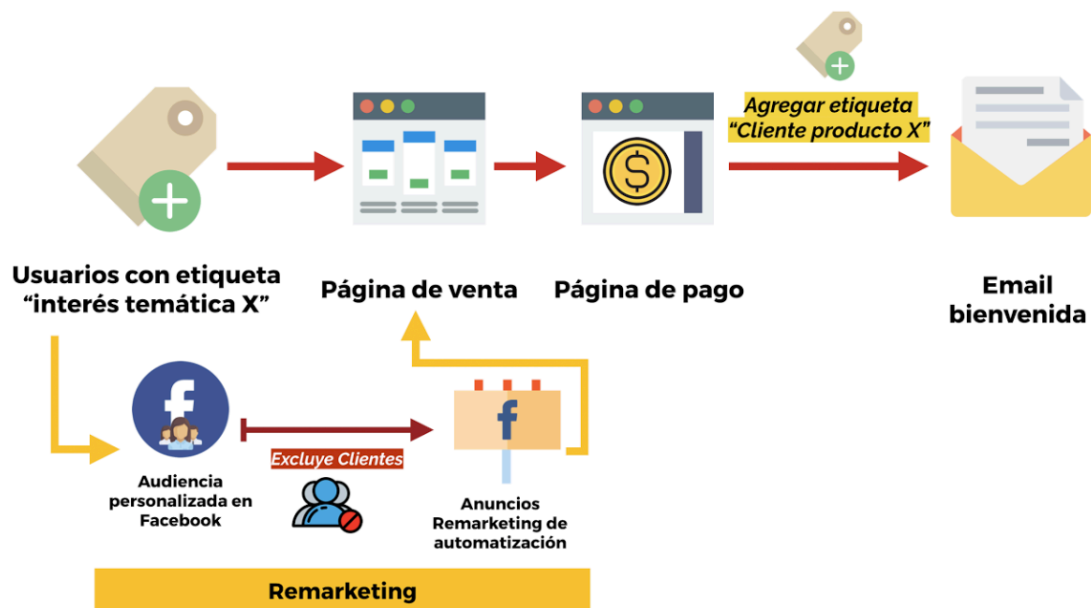 Agregar etiqueta
“Cliente producto X”
Usuarios con etiqueta
“interés temática X”
Página de venta
Página de pago
Email
bienvenida
Excluye Clientes
Audiencia
personalizada en
Facebook
Anuncios
Remarketing de
automatización
Remarketing